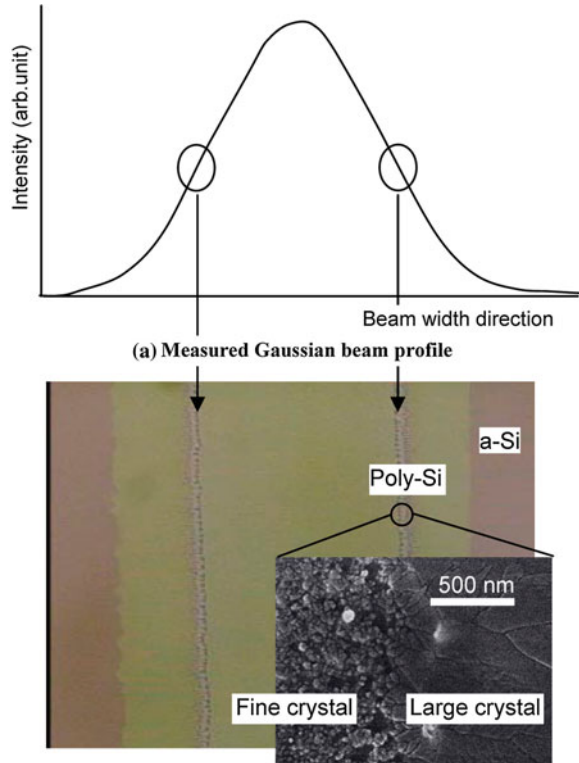 Intensity (arb.unit)
Beam width direction
(a) Measured Gaussian beam profile
a-Si
Poly-Si
500 nm
Fine crystal
Large crystal